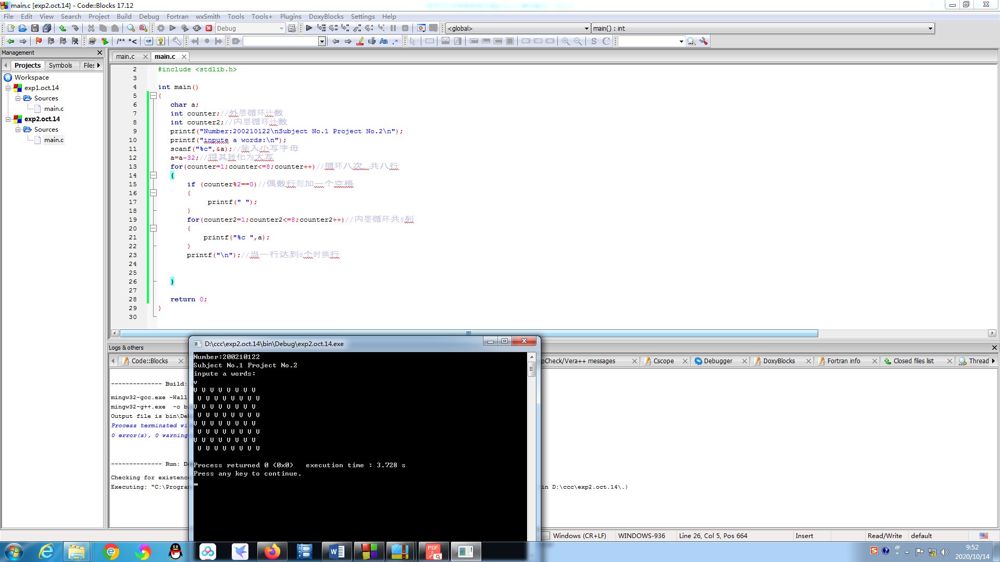 main.c [exp2.oct.14] - Code::Blocks 17.12
File Edit View Search Project Build Debug Fortran wxSmith Tools Tools+ Plugins DoxyBlocks Settings Help
Debug
<global>
main() : int
/** *<
Aa .*
S C
Management
main.c
main.c
Projects Symbols Files
Workspace
exp1.oct.14
Sources
main.c
exp2.oct.14
Sources
main.c
2 #include <stdlib.h>
3
4 int main()
5 {
6 char a;
7 int counter;//外层循环计数
8 int counter2;//内层循环计数
9 printf("Number:200210122\nSubject No.1 Project No.2\n");
10 printf("inpute a words:\n");
11 scanf("%c",&a);//输入小写字母
12 a=a-32;//将其转化为大写
13 for(counter=1;counter<=8;counter++)//循环八次，共八行
14 {
15 if (counter%2==0)//偶数行则加一个空格
16 {
17 printf(" ");
18 }
19 for(counter2=1;counter2<=8;counter2++)//内层循环共8列
20 {
21 printf("%c ",a);
22 }
23 printf("\n");//当一行达到8个时换行
24
25
26 }
27
28 return 0;
29 }
30
Logs & others
Code::Blocks
pCheck/Vera++ messages
Cscope
Debugger
DoxyBlocks
Fortran info
Closed files list
Thread
-------------- Build:
mingw32-gcc.exe -Wall
mingw32-g++.exe -o b
Output file is bin\De
Process terminated wi
0 error(s), 0 warning
-------------- Run: D
Checking for existenc
Executing: "C:\Progra
in D:\ccc\exp2.oct.14\.)
D:\ccc\exp2.oct.14\bin\Debug\exp2.oct.14.exe
Number:200210122
Subject No.1 Project No.2
inpute a words:
v
V V V V V V V V
 V V V V V V V V
V V V V V V V V
 V V V V V V V V
V V V V V V V V
 V V V V V V V V
V V V V V V V V
 V V V V V V V V
Process returned 0 (0x0)   execution time : 3.728 s
Press any key to continue.
Windows (CR+LF)
WINDOWS-936
Line 26, Col 5, Pos 664
Insert
Read/Write
default
PDF
9:52
2020/10/14